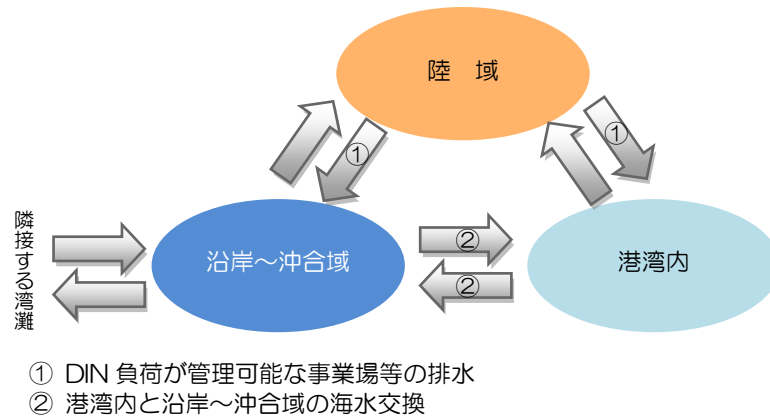 陸　域
①
①
隣接する湾灘
沿岸～沖合域
②
②
港湾内
① DIN 負荷が管理可能な事業場等の排水
② 港湾内と沿岸～沖合域の海水交換